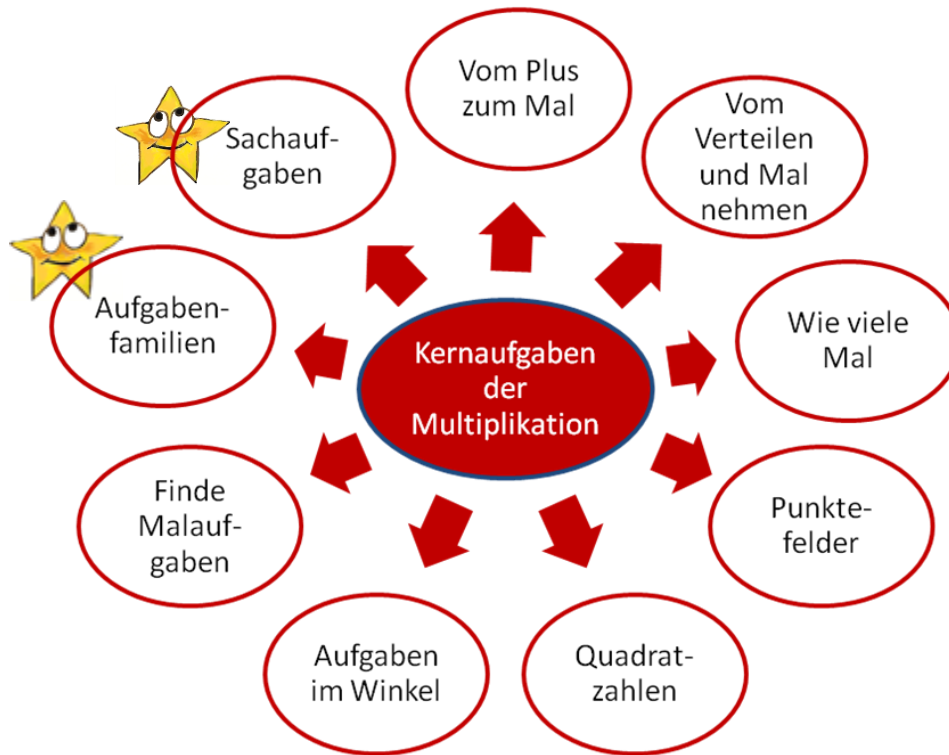 Vom Plus
zum Mal
Vom
Verteilen
und Mal
nehmen
Wie viele
Mal
Punkte-
felder
Quadrat-
zahlen
Aufgaben
im Winkel
Finde
Malauf-
gaben
Aufgaben-
familien
Sachauf-
gaben
Kernaufgaben
der
Multiplikation